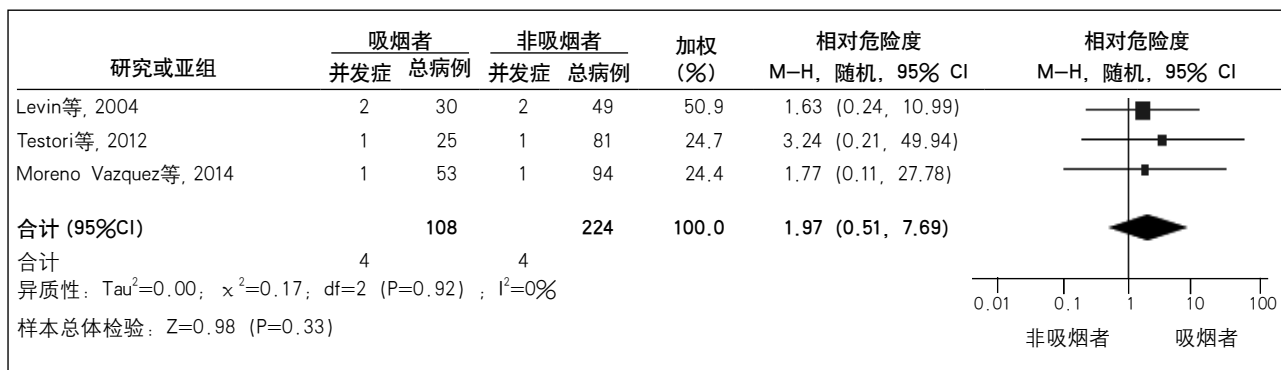 吸烟者 非吸烟者 加权 相对危险度 相对危险度
研究或亚组 并发症 总病例 并发症 总病例 (%) M-H, 随机, 95% CI M-H, 随机, 95% CI
Levin等, 2004 2 30 2 49 50.9 1.63 (0.24, 10.99)
Testori等, 2012 1 25 1 81 24.7 3.24 (0.21, 49.94)
Moreno Vazquez等, 2014 1 53 1 94 24.4 1.77 (0.11, 27.78)
合计 (95%CI) 108 224 100.0 1.97 (0.51, 7.69)
合计 4 4
异质性: Tau²=0.00; χ²=0.17; df=2 (P=0.92) ; I²=0%
样本总体检验: Z=0.98 (P=0.33)
0.01 0.1 1 10 100
非吸烟者 吸烟者